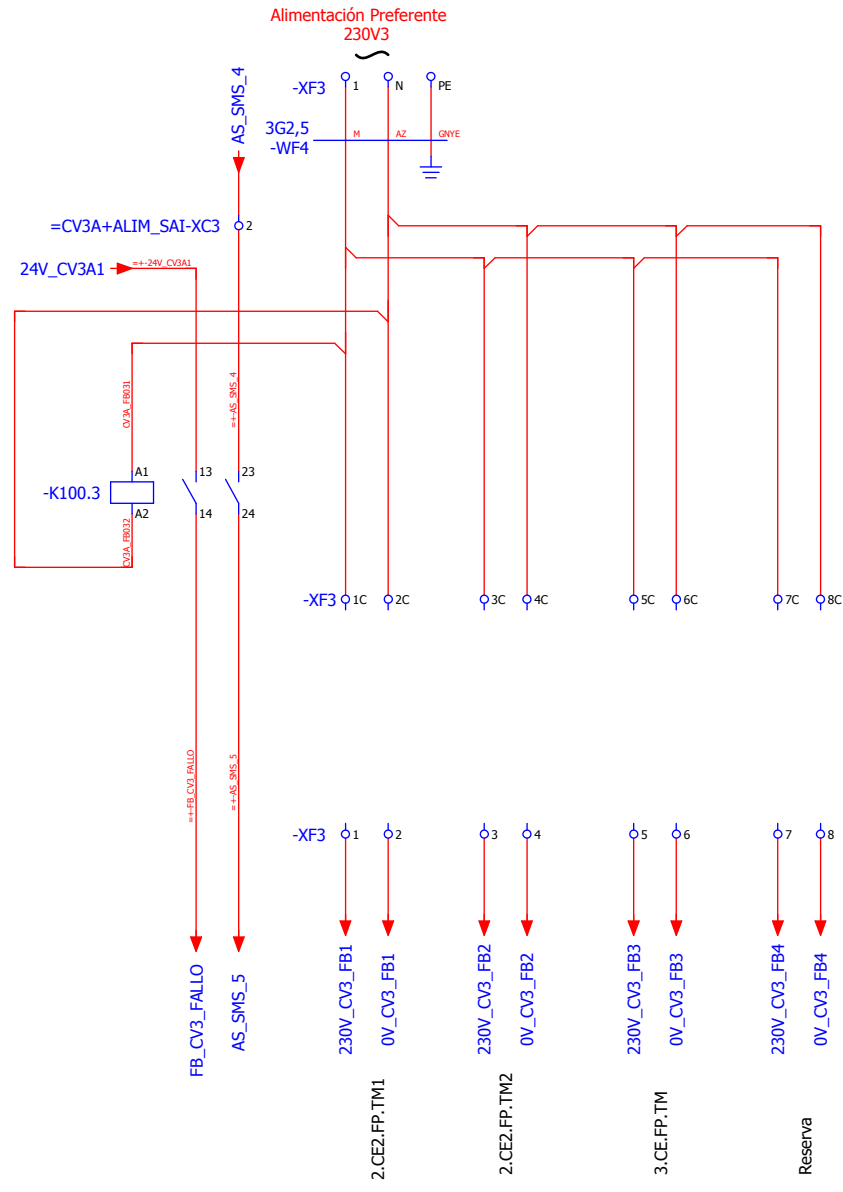 Alimentación Preferente
230V3
AS_SMS_4
-XF3
1
N
PE
3G2,5
-WF4
M
AZ
GNYE
=CV3A+ALIM_SAI-XC3
2
24V_CV3A1
=+-24V_CV3A1
CV3A_FB031
=+-AS_SMS_4
-K100.3
A1
A2
13
14
23
24
CV3A_FB032
-XF3
1C
2C
3C
4C
5C
6C
7C
8C
=+-FB_CV3_FALLO
=+-AS_SMS_5
-XF3
1
2
3
4
5
6
7
8
FB_CV3_FALLO
AS_SMS_5
230V_CV3_FB1
0V_CV3_FB1
230V_CV3_FB2
0V_CV3_FB2
230V_CV3_FB3
0V_CV3_FB3
230V_CV3_FB4
0V_CV3_FB4
2.CE2.FP.TM1
2.CE2.FP.TM2
3.CE.FP.TM
Reserva